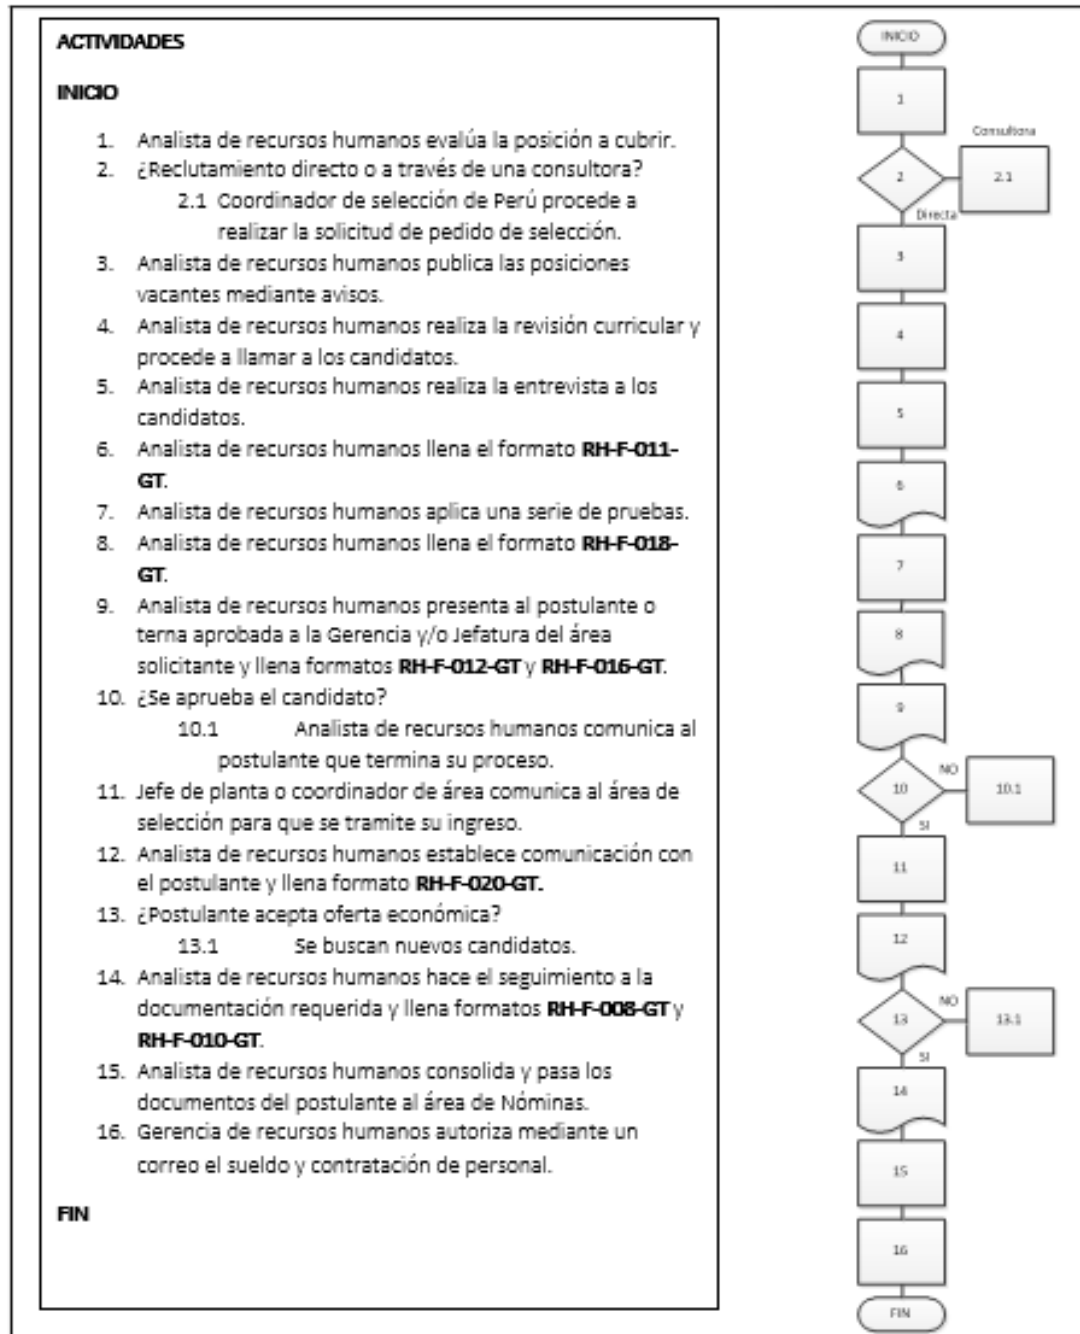 ACTIVIDADES
INICIO
1. Analista de recursos humanos evalúa la posición a cubrir.
2. ¿Reclutamiento directo o a través de una consultora?
2.1 Coordinador de selección de Perú procede a
realizar la solicitud de pedido de selección.
3. Analista de recursos humanos publica las posiciones
vacantes mediante avisos.
4. Analista de recursos humanos realiza la revisión curricular y
procede a llamar a los candidatos.
5. Analista de recursos humanos realiza la entrevista a los
candidatos.
6. Analista de recursos humanos llena el formato RH-F-011-
GT.
7. Analista de recursos humanos aplica una serie de pruebas.
8. Analista de recursos humanos llena el formato RH-F-018-
GT.
9. Analista de recursos humanos presenta al postulante o
terna aprobada a la Gerencia y/o Jefatura del área
solicitante y llena formatos RH-F-012-GT y RH-F-016-GT.
10. ¿Se aprueba el candidato?
10.1 Analista de recursos humanos comunica al
postulante que termina su proceso.
11. Jefe de planta o coordinador de área comunica al área de
selección para que se tramite su ingreso.
12. Analista de recursos humanos establece comunicación con
el postulante y llena formato RH-F-020-GT.
13. ¿Postulante acepta oferta económica?
13.1 Se buscan nuevos candidatos.
14. Analista de recursos humanos hace el seguimiento a la
documentación requerida y llena formatos RH-F-008-GT y
RH-F-010-GT.
15. Analista de recursos humanos consolida y pasa los
documentos del postulante al área de Nóminas.
16. Gerencia de recursos humanos autoriza mediante un
correo el sueldo y contratación de personal.
FIN
INICIO
1
Consultora
2
2.1
Directa
3
4
5
6
7
8
9
NO
10
10.1
SI
11
12
NO
13
13.1
SI
14
15
16
FIN